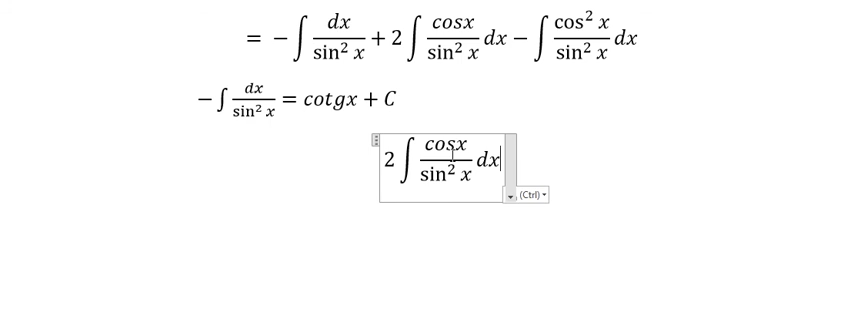 = − ∫ dx/sin² x + 2 ∫ cosx/sin² x dx − ∫ cos² x/sin² x dx
− ∫ dx/sin² x = cotgx + C
2 ∫ cosx/sin² x dx
(Ctrl)